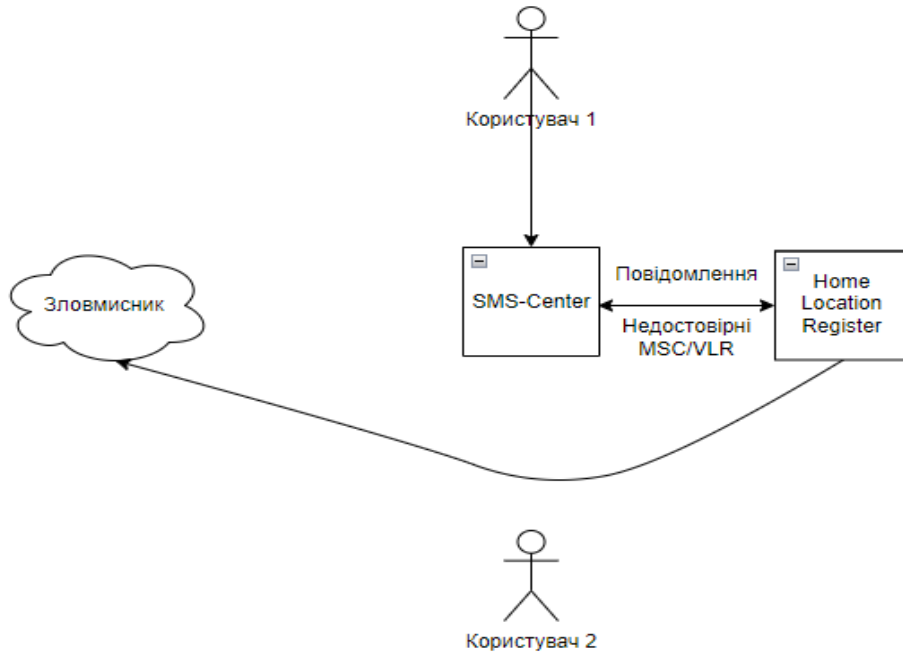 Користувач 1
Зловмисник
SMS-Center
Повідомлення
Недостовірні
MSC/VLR
Home
Location
Register
Користувач 2